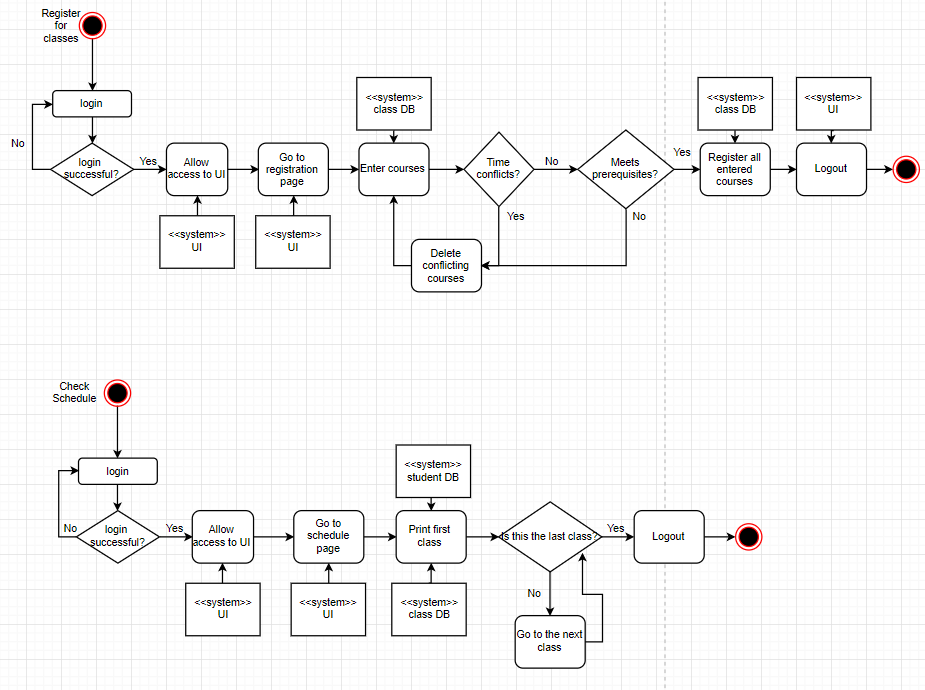 Register
for
classes
login
No
login
successful?
Yes
Allow
access to UI
<<system>>
UI
Go to
registration
page
<<system>>
UI
<<system>>
class DB
Enter courses
Time
conflicts?
No
Yes
Meets
prerequisites?
Yes
No
Delete
conflicting
courses
<<system>>
class DB
Register all
entered
courses
<<system>>
UI
Logout
Check
Schedule
login
No
login
successful?
Yes
Allow
access to UI
<<system>>
UI
Go to
schedule
page
<<system>>
UI
<<system>>
student DB
Print first
class
<<system>>
class DB
Is this the last class?
Yes
No
Go to the next
class
Logout